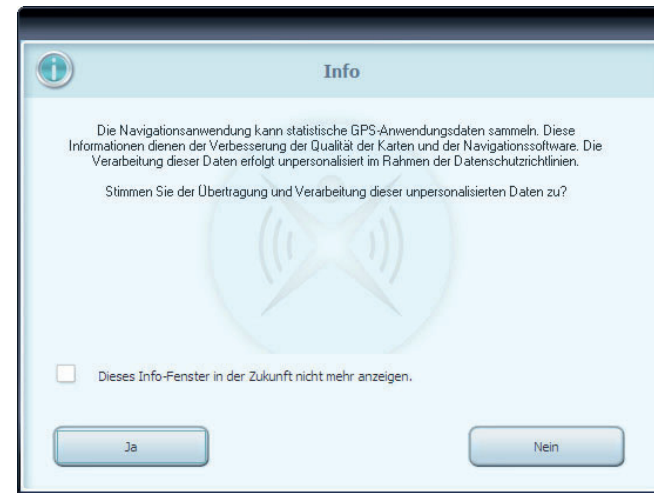 Info
Die Navigationsanwendung kann statistische GPS-Anwendungsdaten sammeln. Diese
Informationen dienen der Verbesserung der Qualität der Karten und der Navigationssoftware. Die
Verarbeitung dieser Daten erfolgt unpersonalisiert im Rahmen der Datenschutzrichtlinien.
Stimmen Sie der Übertragung und Verarbeitung dieser unpersonalisierten Daten zu?
Dieses Info-Fenster in der Zukunft nicht mehr anzeigen.
Ja
Nein